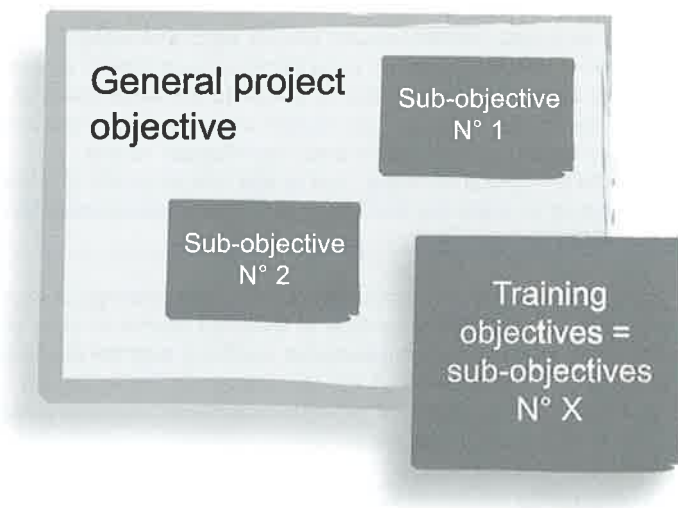 General project
objective
Sub-objective
N° 1
Sub-objective
N° 2
Training
objectives =
sub-objectives
N° X